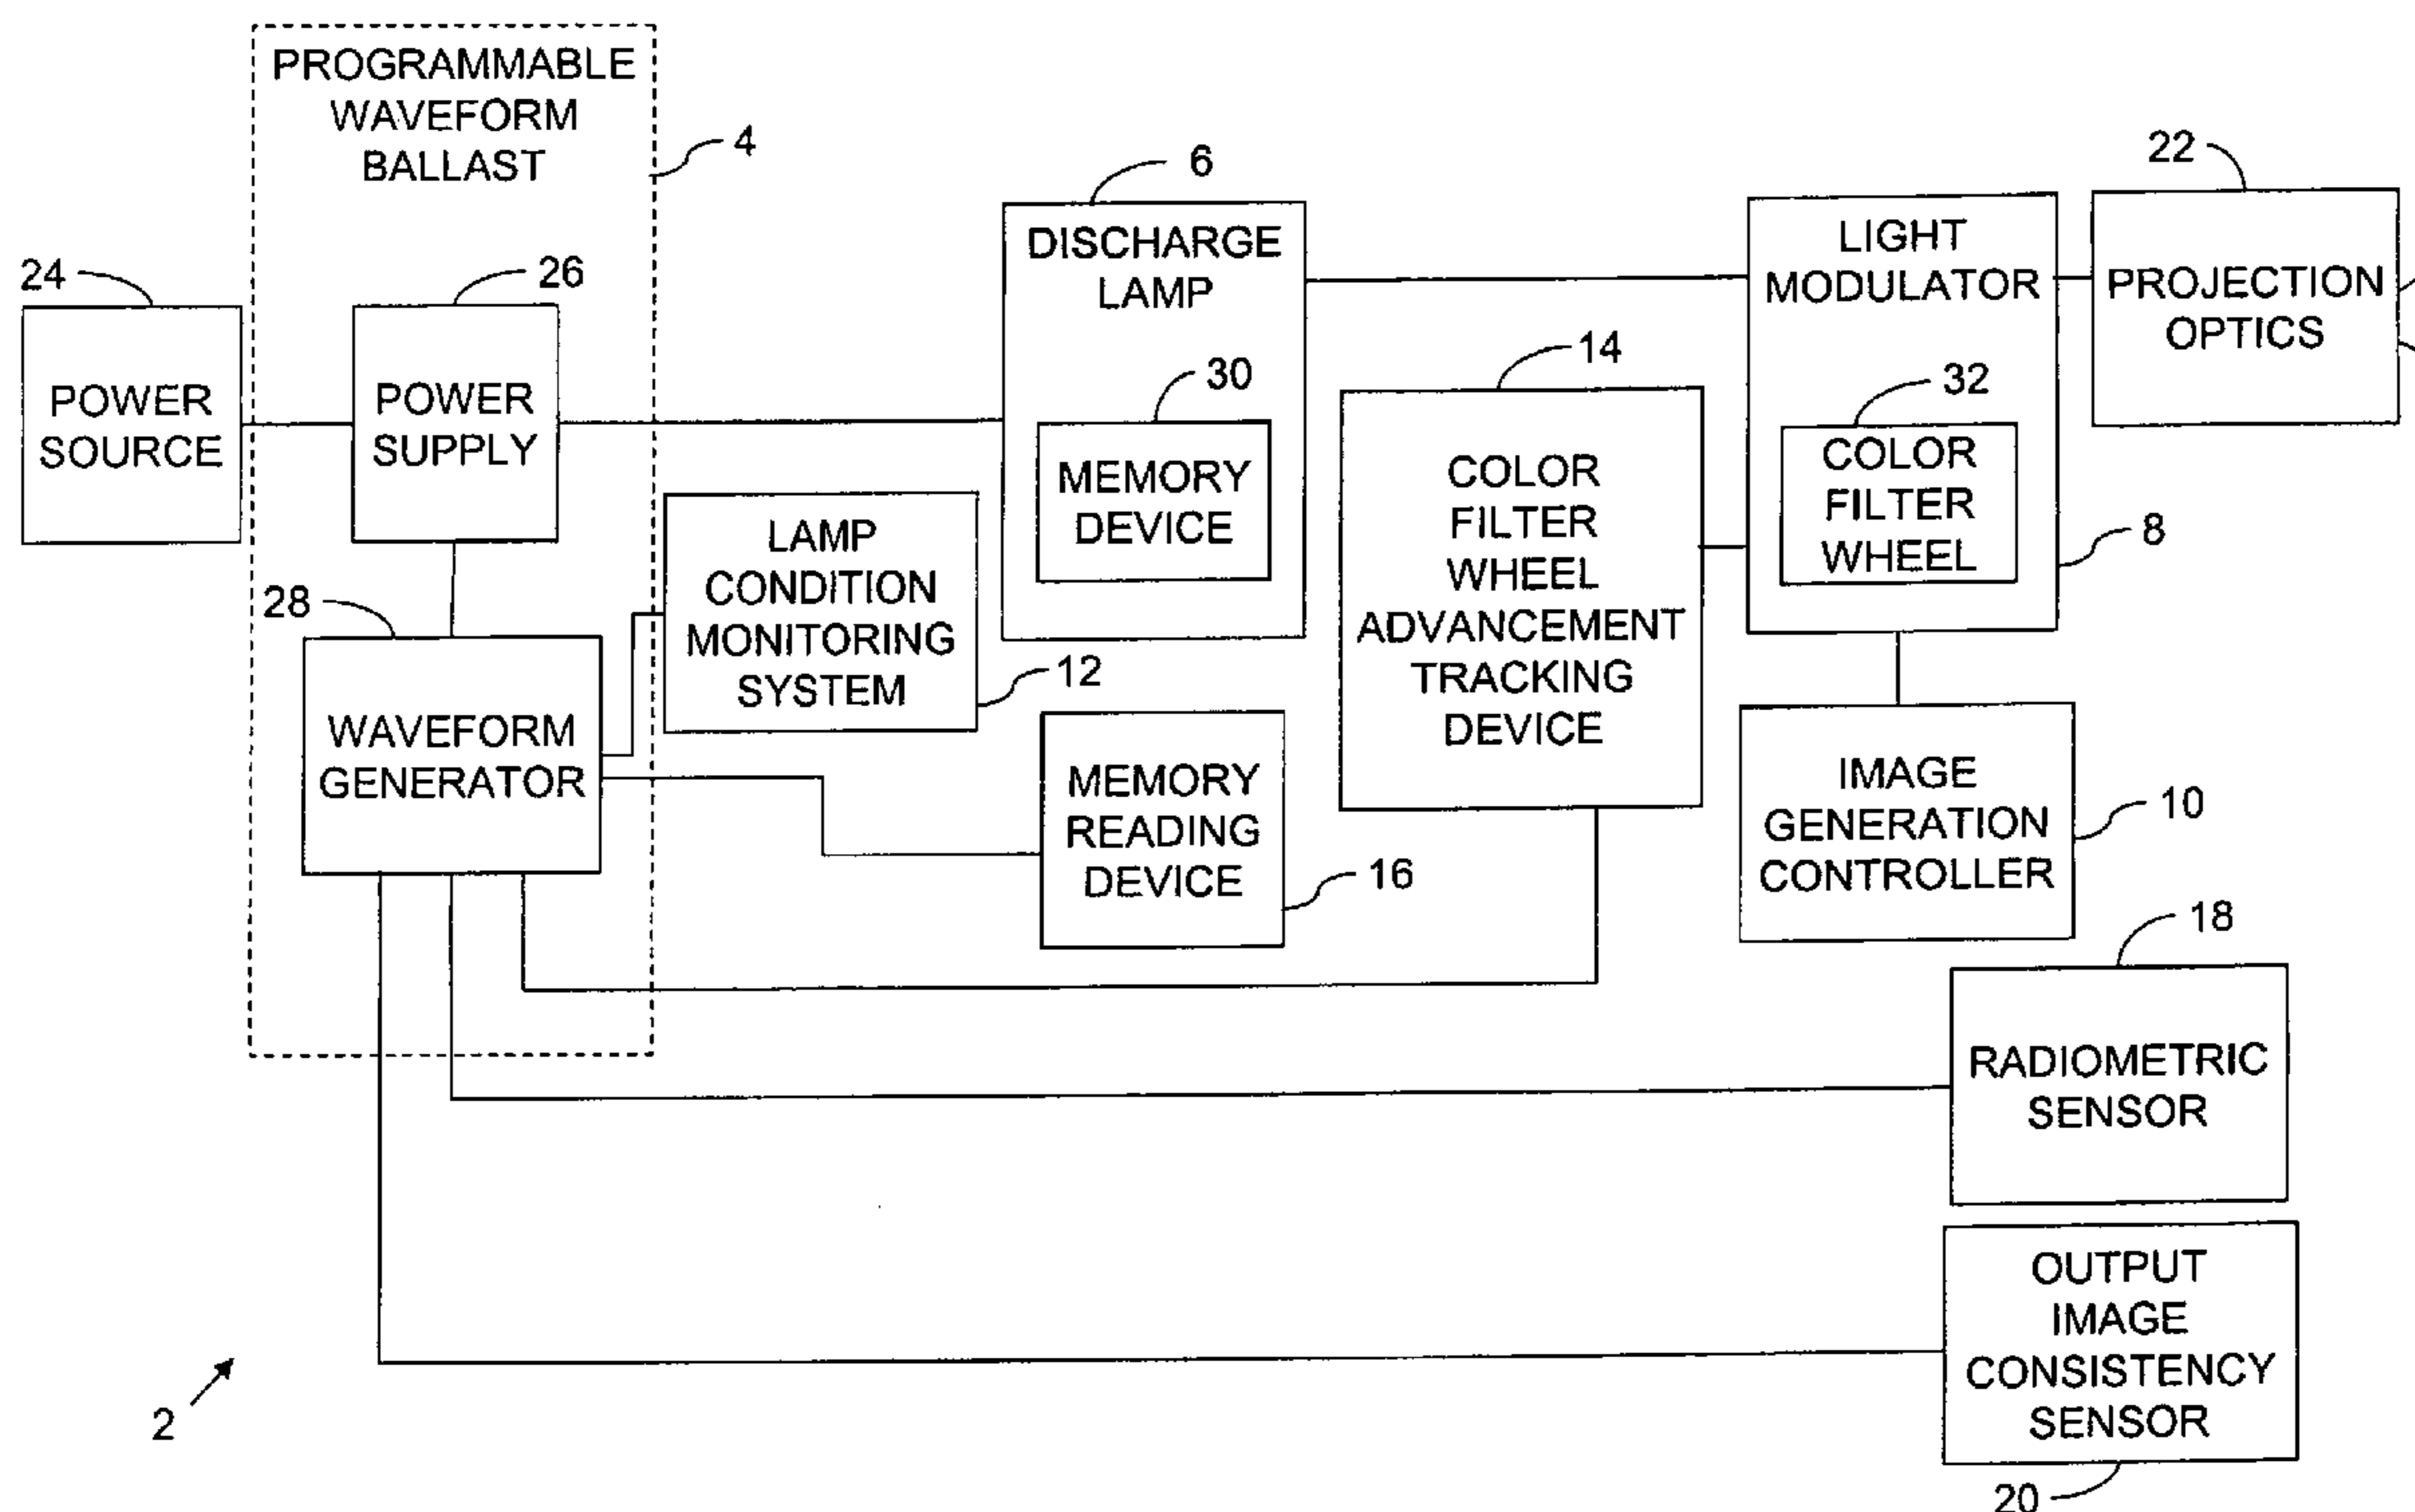 PROGRAMMABLE
WAVEFORM
BALLAST
4
24
POWER
SOURCE
26
POWER
SUPPLY
28
WAVEFORM
GENERATOR
LAMP
CONDITION
MONITORING
SYSTEM
12
6
DISCHARGE
LAMP
30
MEMORY
DEVICE
MEMORY
READING
DEVICE
16
14
COLOR
FILTER
WHEEL
ADVANCEMENT
TRACKING
DEVICE
LIGHT
MODULATOR
32
COLOR
FILTER
WHEEL
8
22
PROJECTION
OPTICS
IMAGE
GENERATION
CONTROLLER
10
18
RADIOMETRIC
SENSOR
OUTPUT
IMAGE
CONSISTENCY
SENSOR
20
2